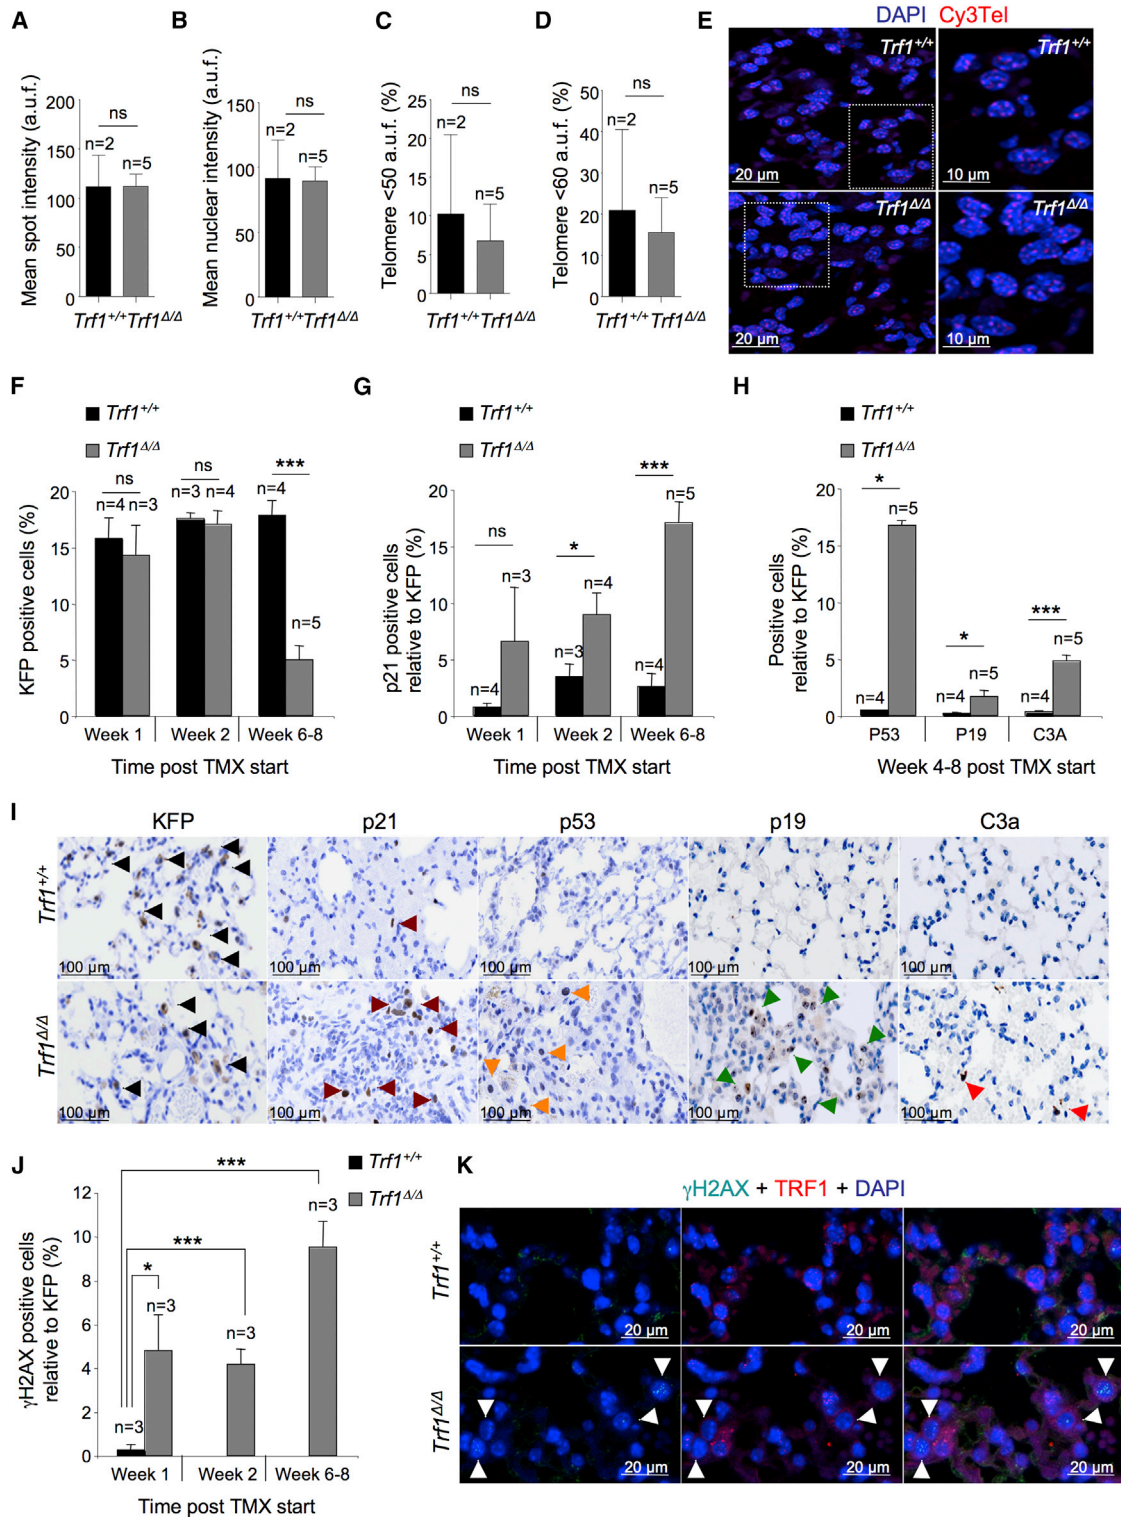 A
Mean spot intensity (a.u.f.)
200
150
100
50
0
ns
n=2
n=5
Trf1+/+ Trf1Δ/Δ
B
Mean nuclear intensity (a.u.f.)
150
100
50
0
ns
n=2
n=5
Trf1+/+ Trf1Δ/Δ
C
Telomere <50 a.u.f. (%)
25
20
15
10
5
0
ns
n=2
n=5
Trf1+/+ Trf1Δ/Δ
D
Telomere <60 a.u.f. (%)
50
40
30
20
10
0
ns
n=2
n=5
Trf1+/+ Trf1Δ/Δ
E
DAPI Cy3Tel
Trf1+/+
20 µm
Trf1+/+
10 µm
Trf1Δ/Δ
20 µm
Trf1Δ/Δ
10 µm
F
Trf1+/+
Trf1Δ/Δ
KFP positive cells (%)
20
15
10
5
0
ns
n=4 n=3
ns
n=3 n=4
***
n=4
n=5
Week 1 Week 2 Week 6-8
Time post TMX start
G
Trf1+/+
Trf1Δ/Δ
p21 positive cells
relative to KFP (%)
20
15
10
5
0
ns
n=4
n=3
*
n=3
n=4
***
n=4
n=5
Week 1 Week 2 Week 6-8
Time post TMX start
H
Trf1+/+
Trf1Δ/Δ
Positive cells
relative to KFP (%)
20
15
10
5
0
*
n=4
n=5
*
n=4
n=5
***
n=4
n=5
P53 P19 C3A
Week 4-8 post TMX start
I
KFP p21 p53 p19 C3a
Trf1+/+
100 µm 100 µm 100 µm 100 µm 100 µm
Trf1Δ/Δ
100 µm 100 µm 100 µm 100 µm 100 µm
J
Trf1+/+
Trf1Δ/Δ
γH2AX positive cells
relative to KFP (%)
12
10
8
6
4
2
0
***
***
*
n=3
n=3
n=3
n=3
Week 1 Week 2 Week 6-8
Time post TMX start
K
γH2AX + TRF1 + DAPI
Trf1+/+
20 µm 20 µm 20 µm
Trf1Δ/Δ
20 µm 20 µm 20 µm